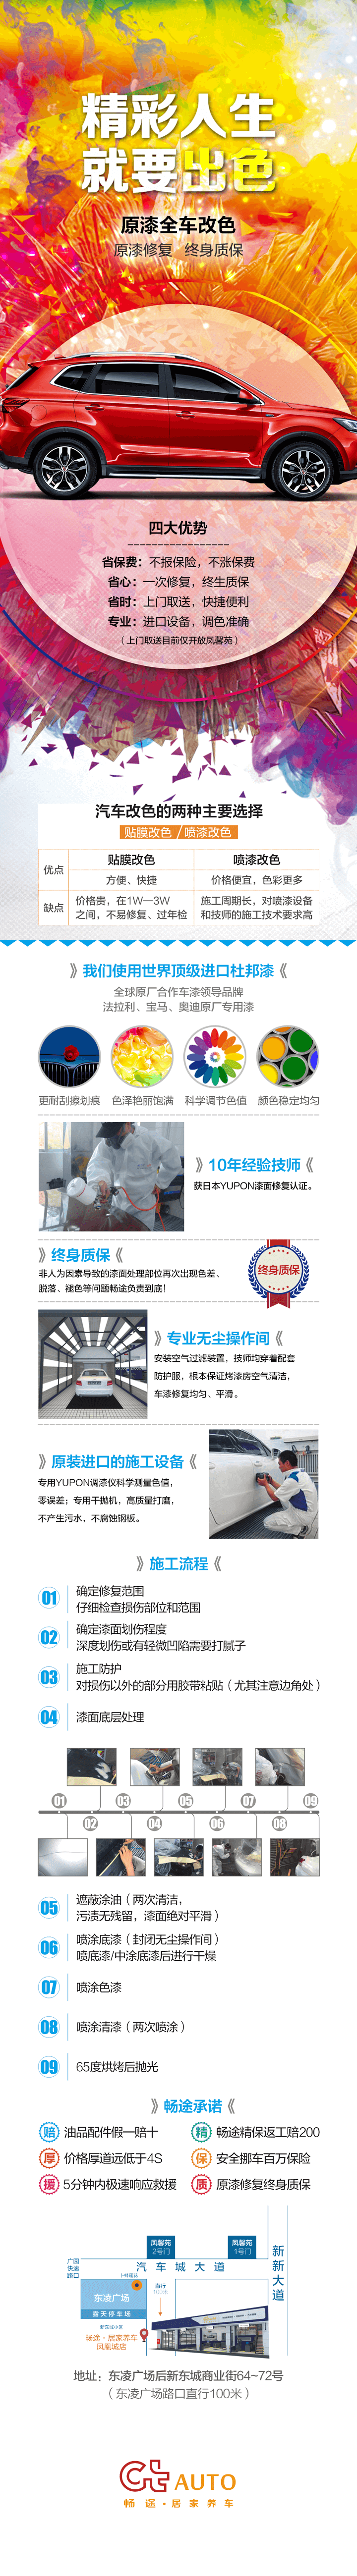 精彩人生
就要出色
原漆全车改色
原漆修复 终身质保
四大优势
省保费：不报保险，不涨保费
省心：一次修复，终生质保
省时：上门取送，快捷便利
专业：进口设备，调色准确
（上门取送目前仅开放凤馨苑）
汽车改色的两种主要选择
贴膜改色/喷漆改色
贴膜改色 喷漆改色
优点 方便、快捷 价格便宜，色彩更多
缺点 价格贵，在1W—3W
之间，不易修复、过年检
施工周期长，对喷漆设备
和技师的施工技术要求高
》我们使用世界顶级进口杜邦漆《
全球原厂合作车漆领导品牌
法拉利、宝马、奥迪原厂专用漆
更耐刮擦划痕 色泽艳丽饱满 科学调节色值 颜色稳定均匀
》10年经验技师《
获日本YUPON漆面修复认证。
》终身质保《
非人为因素导致的漆面处理部位再次出现色差、
脱落、褪色等问题畅途负责到底！
终身质保
》专业无尘操作间《
安装空气过滤装置，技师均穿着配套
防护服，根本保证烤漆房空气清洁，
车漆修复均匀、平滑。
》原装进口的施工设备《
专用YUPON调漆仪科学测量色值，
零误差；专用干抛机，高质量打磨，
不产生污水，不腐蚀钢板。
》施工流程《
01 确定修复范围
仔细检查损伤部位和范围
02 确定漆面划伤程度
深度划伤或有轻微凹陷需要打腻子
03 施工防护
对损伤以外的部分用胶带粘贴（尤其注意边角处）
04 漆面底层处理
01 03 05 07 09
02 04 06 08
05 遮蔽涂油（两次清洁，
污渍无残留，漆面绝对平滑）
06 喷涂底漆（封闭无尘操作间）
喷底漆/中涂底漆后进行干燥
07 喷涂色漆
08 喷涂清漆（两次喷涂）
09 65度烘烤后抛光
》畅途承诺《
赔 油品配件假一赔十
精 畅途精保返工赔200
厚 价格厚道远低于4S
保 安全挪车百万保险
援 5分钟内极速响应救援
质 原漆修复终身质保
凤馨苑
2号门
凤馨苑
1号门
广园
快速
路口
汽车城大道
新新大道
东凌广场
露天停车场
直行
100米
新东城小区
畅途·居家养车
凤凰城店
地址：东凌广场后新东城商业街64~72号
（东凌广场路口直行100米）
Ct AUTO
畅途·居家养车